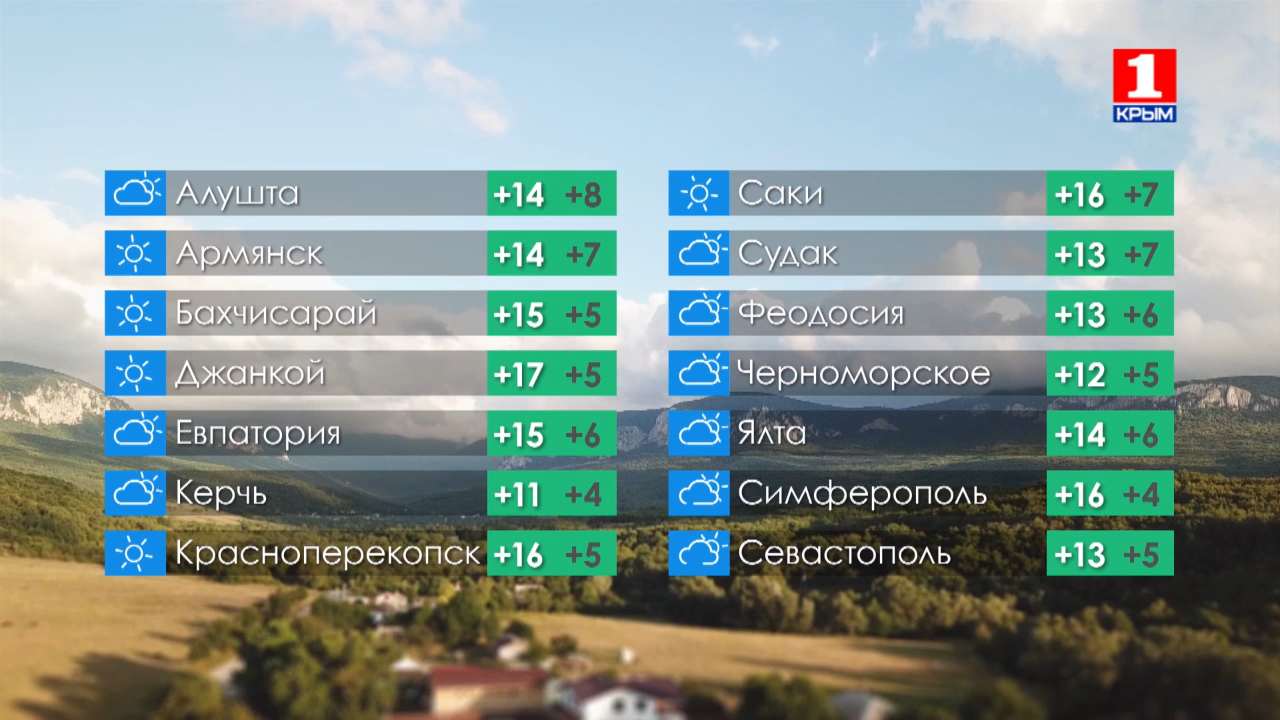 1
КРЫМ
Алушта +14 +8
Армянск +14 +7
Бахчисарай +15 +5
Джанкой +17 +5
Евпатория +15 +6
Керчь +11 +4
Красноперекопск +16 +5
Саки +16 +7
Судак +13 +7
Феодосия +13 +6
Черноморское +12 +5
Ялта +14 +6
Симферополь +16 +4
Севастополь +13 +5